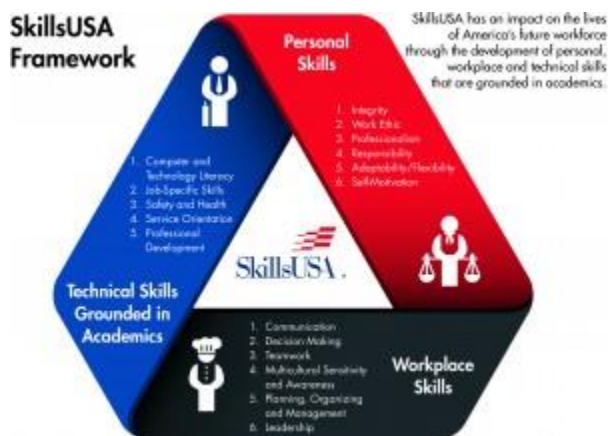 SkillsUSA
Framework
SkillsUSA has an impact on the lives
of America's future workforce
through the development of personal,
workplace and technical skills
that are grounded in academics.
Personal
Skills
1. Integrity
2. Work Ethic
3. Professionalism
4. Responsibility
5. Adaptability/Flexibility
6. Self-Motivation
1. Computer and
Technology Literacy
2. Job-Specific Skills
3. Safety and Health
4. Service Orientation
5. Professional
Development
Technical Skills
Grounded in
Academics
SkillsUSA.
1. Communication
2. Decision Making
3. Teamwork
4. Multicultural Sensitivity
and Awareness
5. Planning, Organizing
and Management
6. Leadership
Workplace
Skills